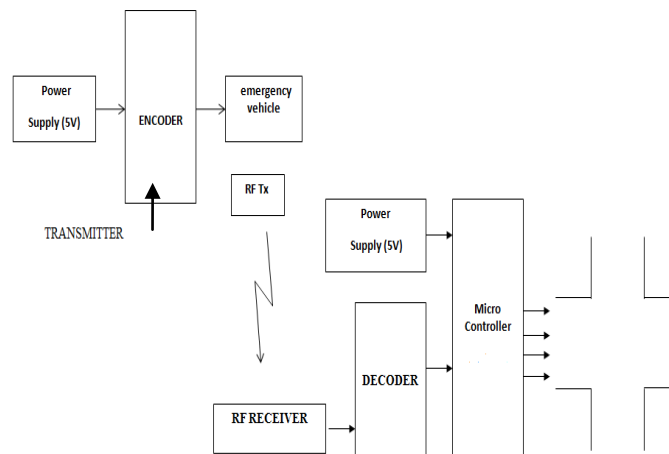 Power
Supply (5V)
ENCODER
emergency
vehicle
TRANSMITTER
RF Tx
Power
Supply (5V)
Micro
Controller
DECODER
RF RECEIVER